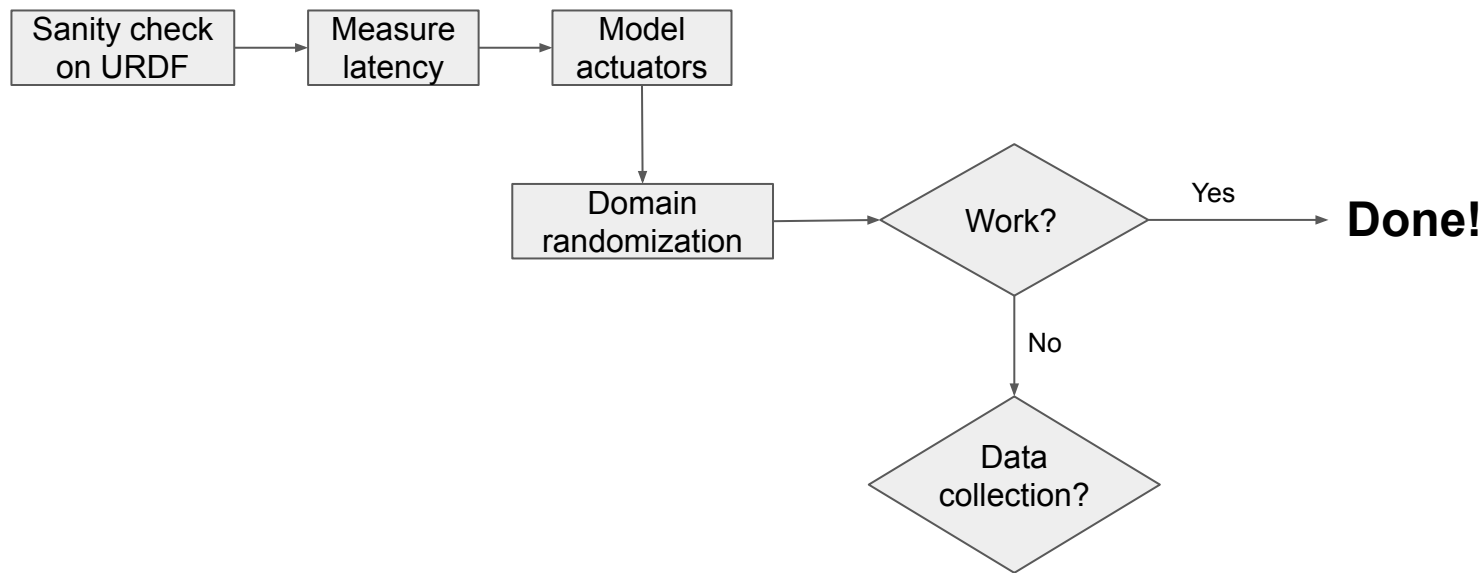 Sanity check
on URDF
Measure
latency
Model
actuators
Domain
randomization
Work?
Yes
Done!
No
Data
collection?